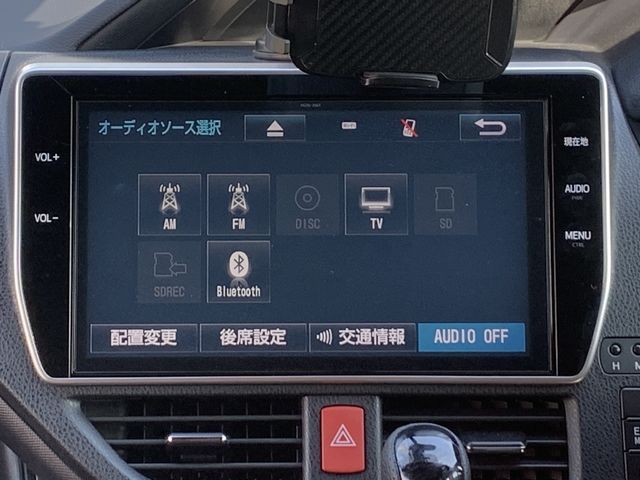 オーディオソース選択
VOL+
現在地
AM
FM
DISC
TV
SD
AUDIO
VOL-
MENU
CTRL
SDREC
Bluetooth
配置変更
後席設定
交通情報
AUDIO OFF
H